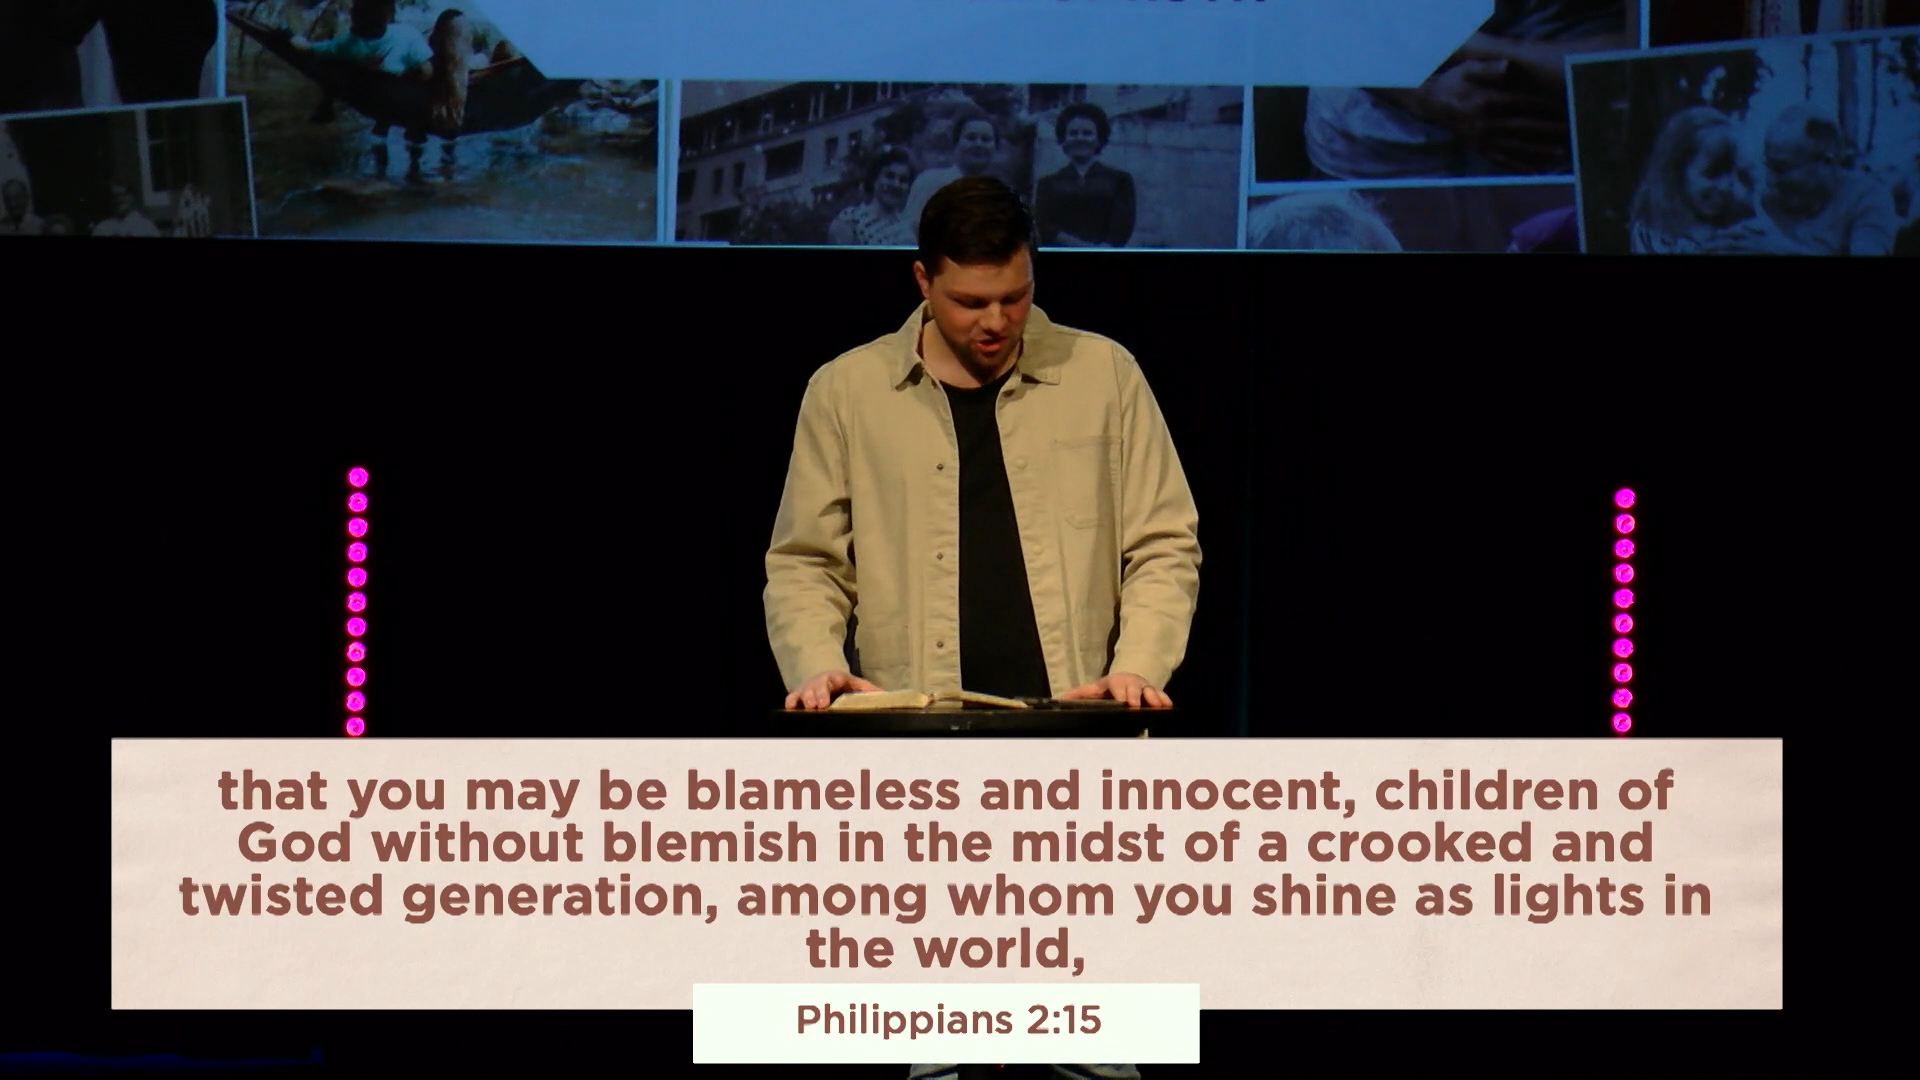 that you may be blameless and innocent, children of
God without blemish in the midst of a crooked and
twisted generation, among whom you shine as lights in
the world,
Philippians 2:15